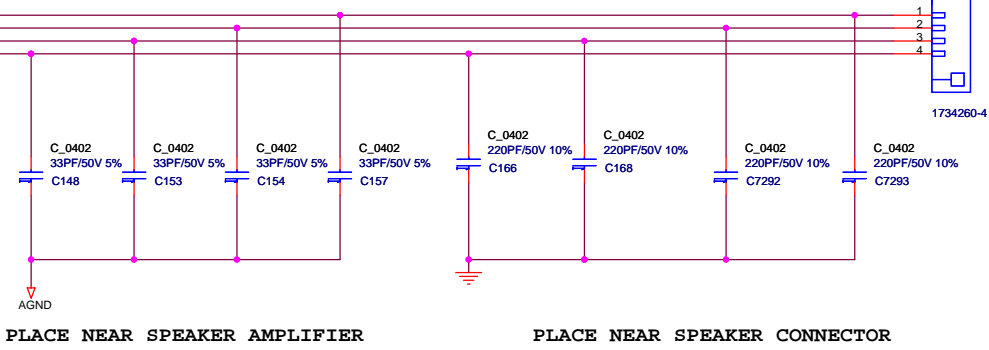 1
2
3
4
1734260-4
C_0402
33PF/50V 5%
C148
C_0402
33PF/50V 5%
C153
C_0402
33PF/50V 5%
C154
C_0402
33PF/50V 5%
C157
C_0402
220PF/50V 10%
C166
C_0402
220PF/50V 10%
C168
C_0402
220PF/50V 10%
C7292
C_0402
220PF/50V 10%
C7293
AGND
PLACE NEAR SPEAKER AMPLIFIER
PLACE NEAR SPEAKER CONNECTOR